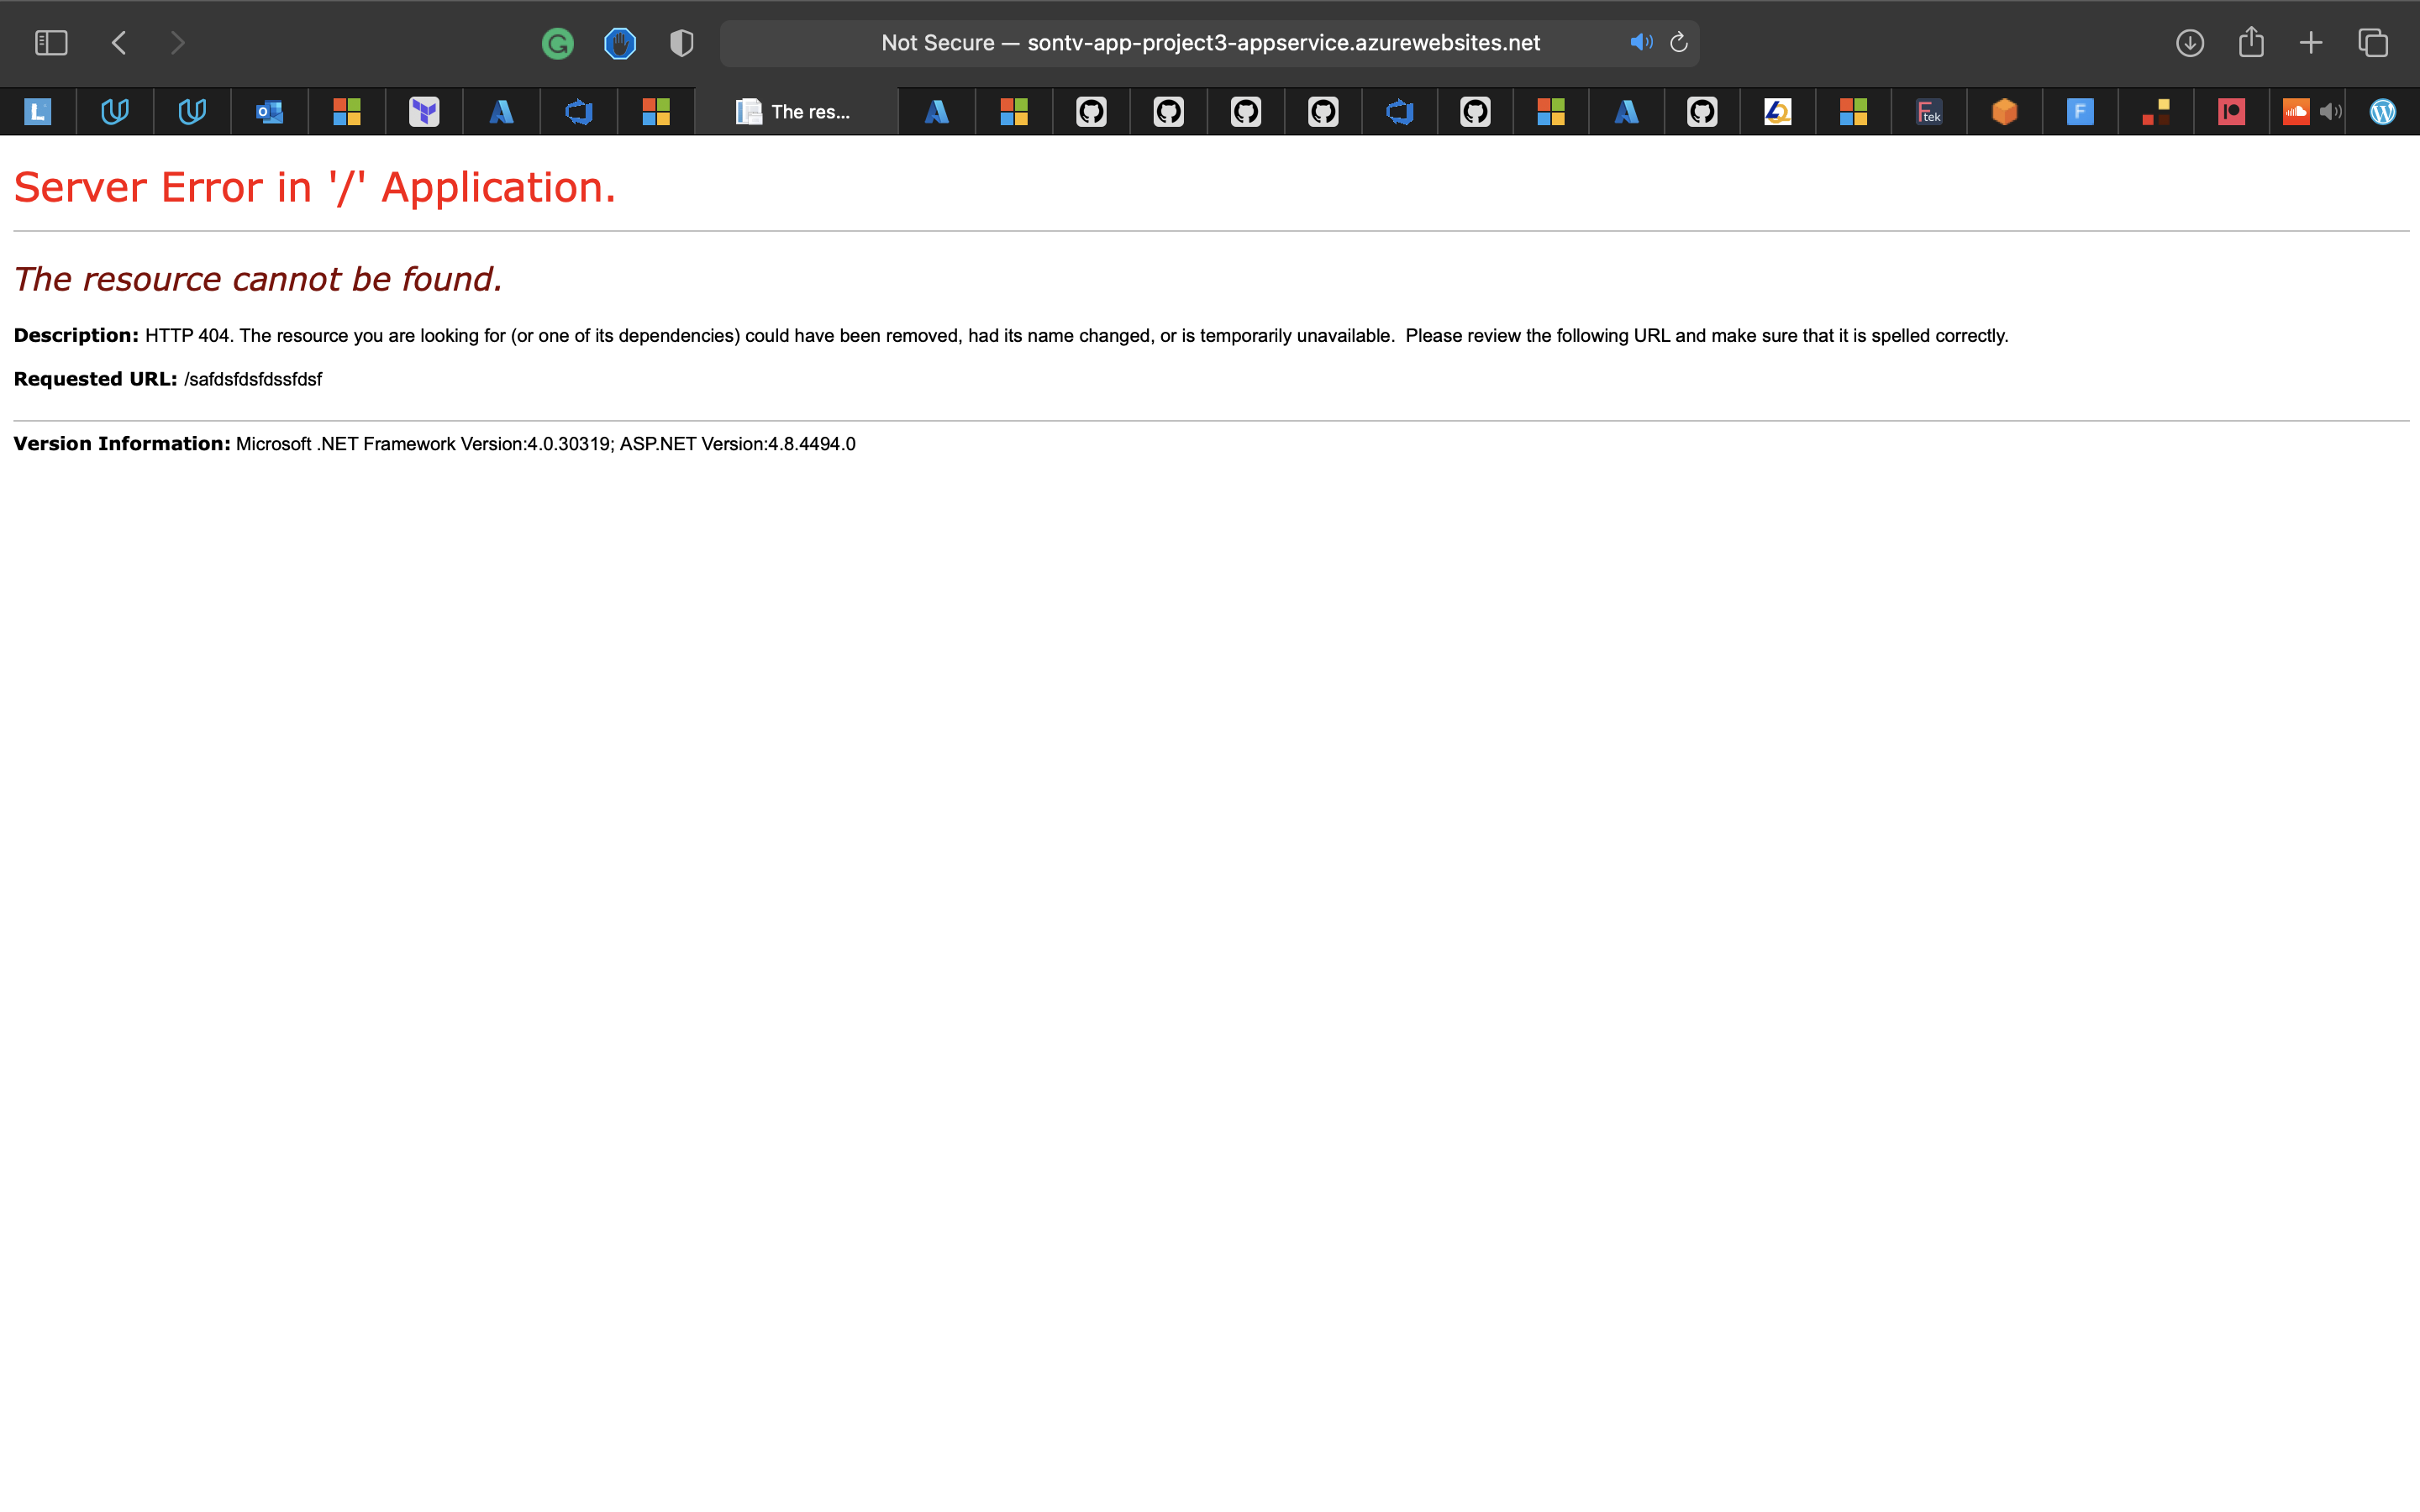 Not Secure — sontv-app-project3-appservice.azurewebsites.net
L
The res...
F
tek
F
Server Error in '/' Application.
The resource cannot be found.
Description: HTTP 404. The resource you are looking for (or one of its dependencies) could have been removed, had its name changed, or is temporarily unavailable.  Please review the following URL and make sure that it is spelled correctly.
Requested URL: /safdsfdsfdssfdsf
Version Information: Microsoft .NET Framework Version:4.0.30319; ASP.NET Version:4.8.4494.0